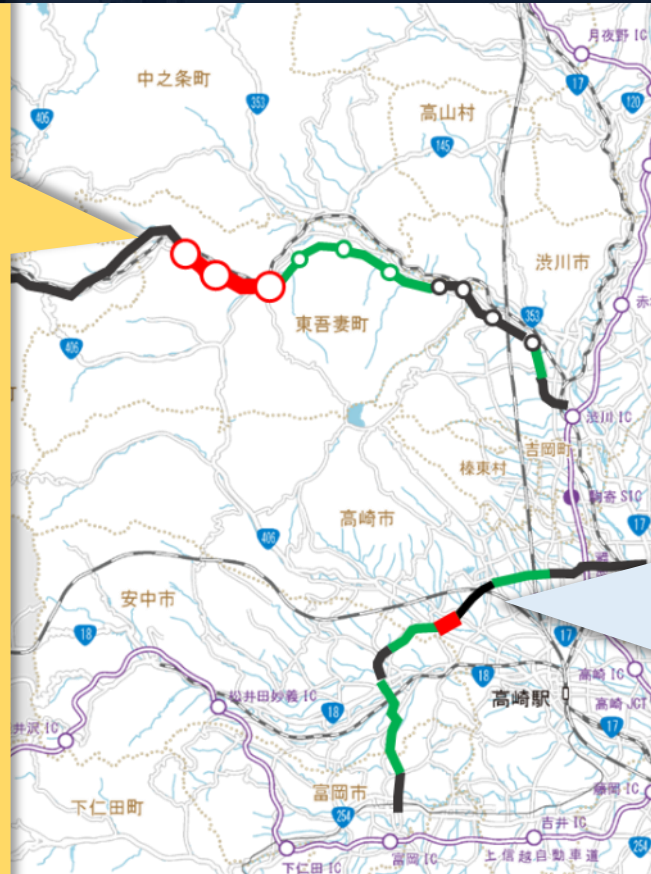 月夜野 IC
中之条町
17
405
353
120
高山村
145
渋川市
353
東吾妻町
406
渋川 IC
吉岡町
榛東村
駒寄 SIC
高崎市
17
406
安中市
18
17
高崎 IC
18
松井田妙義 IC
高崎駅
高崎 JCT
18
17
井沢 IC
富岡市
藤岡 IC
下仁田町
254
吉井 IC
254
富岡 IC
上信越自動車道
下仁田 IC